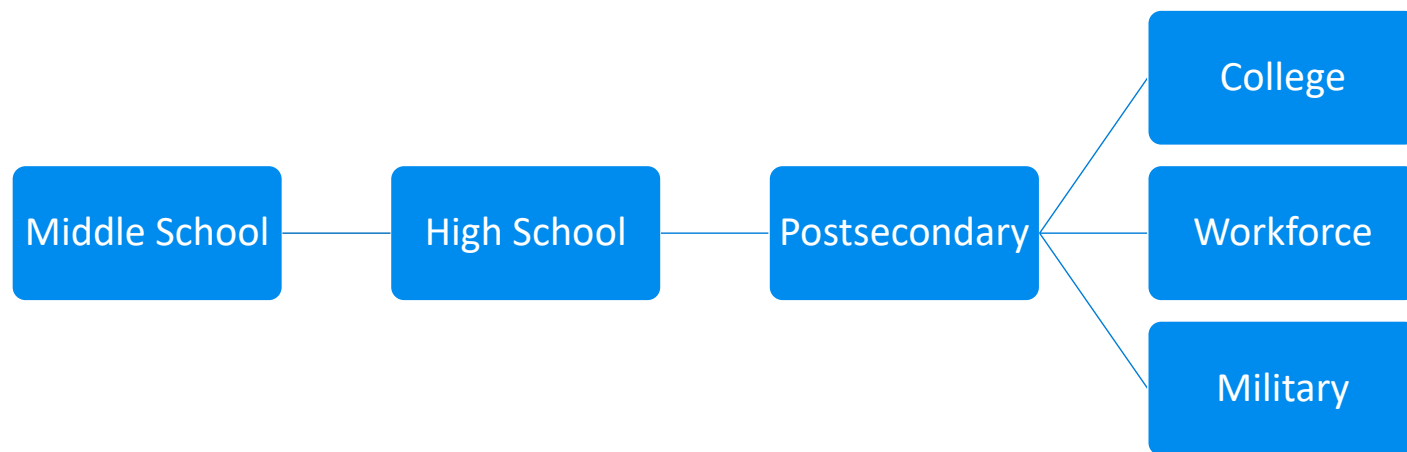 Middle School
High School
Postsecondary
College
Workforce
Military